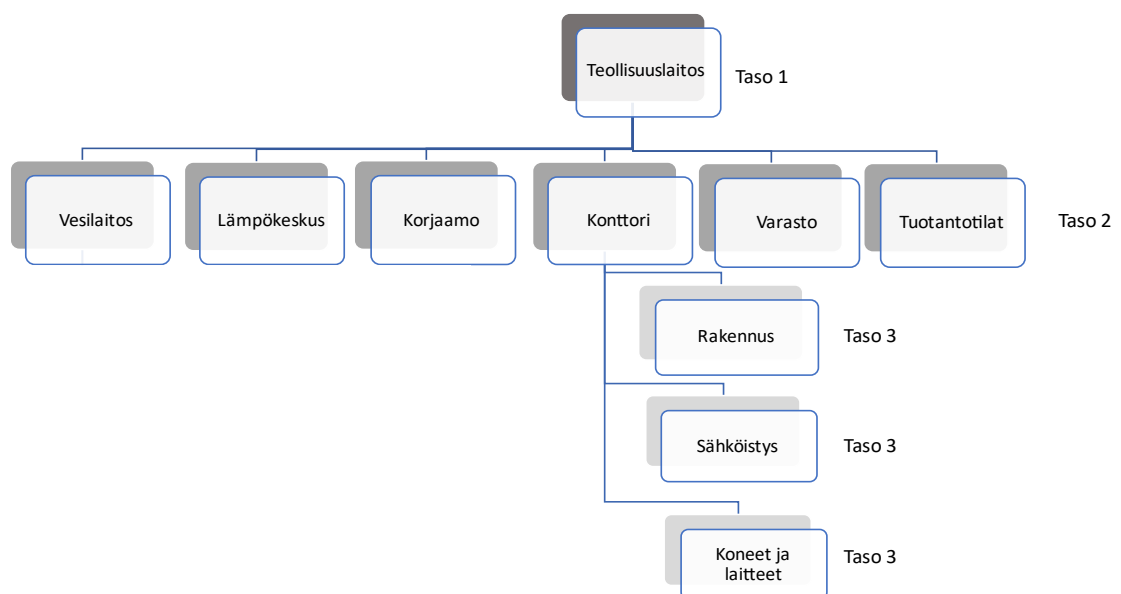 Teollisuuslaitos
Taso 1
Vesilaitos
Lämpökeskus
Korjaamo
Konttori
Varasto
Tuotantotilat
Taso 2
Rakennus
Taso 3
Sähköistys
Taso 3
Koneet ja
laitteet
Taso 3